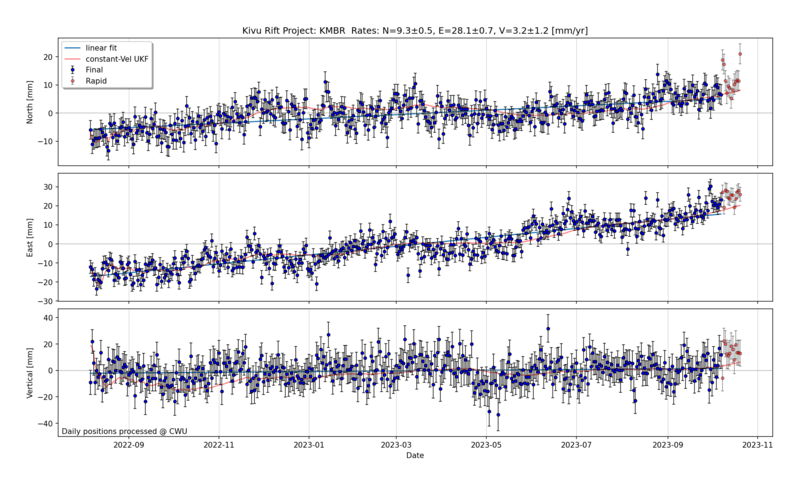 Kivu Rift Project: KMBR  Rates: N=9.3±0.5, E=28.1±0.7, V=3.2±1.2 [mm/yr]
linear fit
constant-Vel UKF
Final
Rapid
North [mm]
20
10
0
−10
East [mm]
30
20
10
0
−10
−20
−30
Vertical [mm]
40
20
0
−20
−40
Daily positions processed @ CWU
2022-09
2022-11
2023-01
2023-03
2023-05
2023-07
2023-09
2023-11
Date